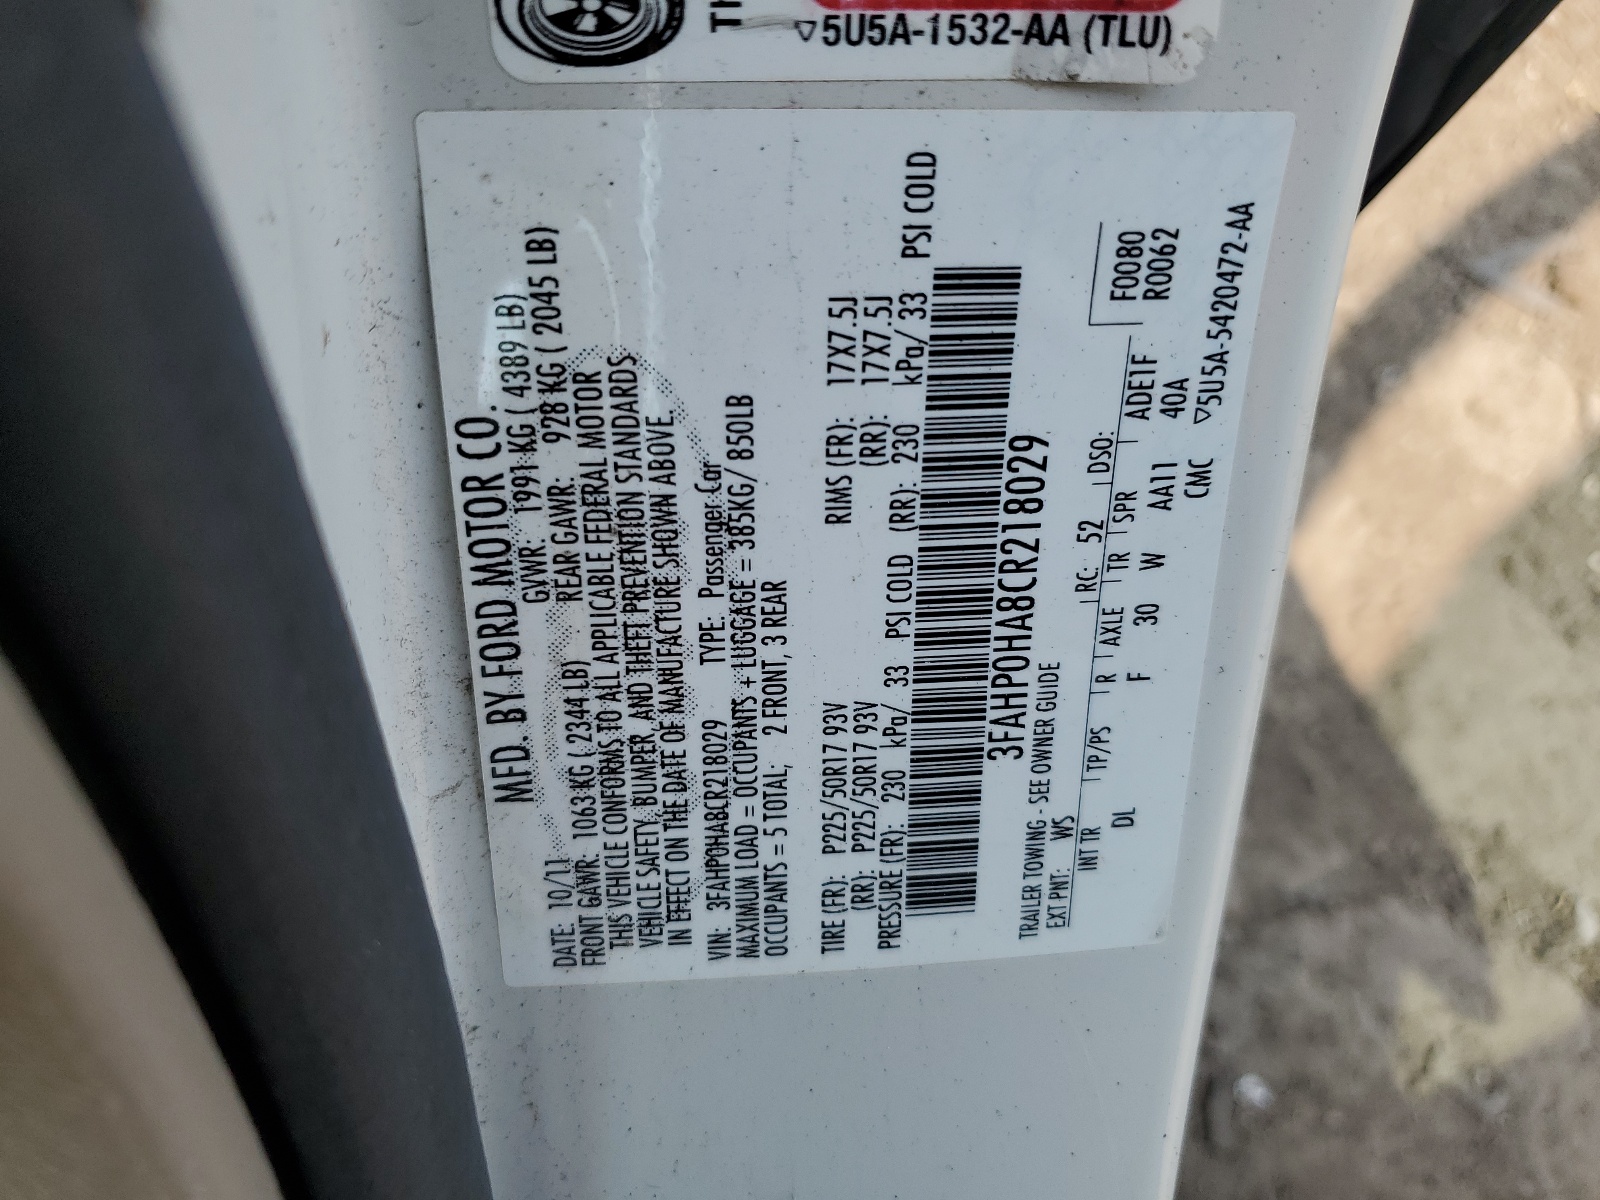 TH
▽5U5A-1532-AA (TLU)
MFD. BY FORD MOTOR CO.
DATE: 10/11 GVWR: 1991 KG ( 4389 LB)
FRONT GAWR: 1063 KG ( 2344 LB) REAR GAWR: 928 KG ( 2045 LB)
THIS VEHICLE CONFORMS TO ALL APPLICABLE FEDERAL MOTOR
VEHICLE SAFETY, BUMPER, AND THEFT PREVENTION STANDARDS
IN EFFECT ON THE DATE OF MANUFACTURE SHOWN ABOVE.
VIN: 3FAHP0HA8CR218029 TYPE: Passenger Car
MAXIMUM LOAD = OCCUPANTS + LUGGAGE = 385KG/ 850LB
OCCUPANTS = 5 TOTAL; 2 FRONT, 3 REAR
TIRE (FR): P225/50R17 93V RIMS (FR): 17X7.5J
(RR): P225/50R17 93V (RR): 17X7.5J
PRESSURE (FR): 230 kPa/ 33 PSI COLD (RR): 230 kPa/ 33 PSI COLD
3FAHP0HA8CR218029
TRAILER TOWING - SEE OWNER GUIDE
EXT PNT: WS RC: 52 DSO: F0080
INT TR TP/PS R AXLE TR SPR R0062
DL F 30 W AA11 ADE1F
40A
CMC ▽5U5A-5420472-AA